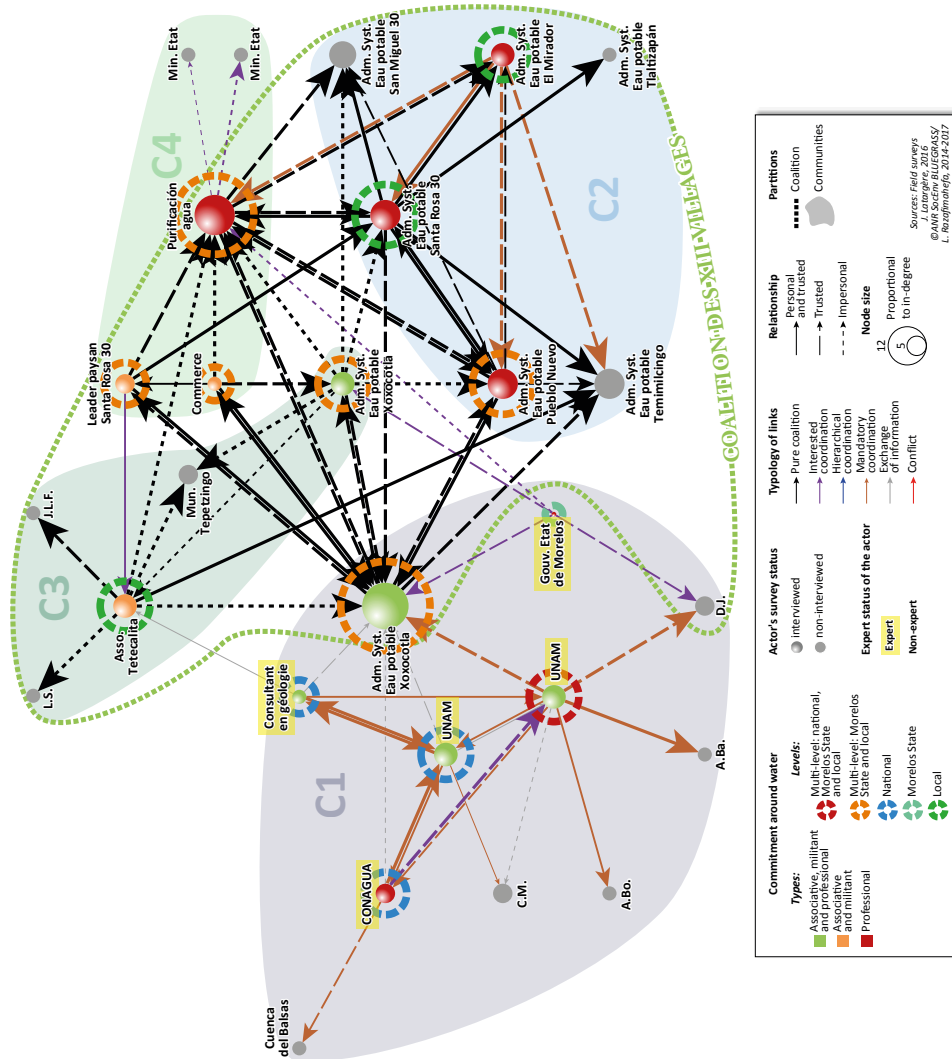 C1
C2
C3
C4
COALITION DES XIII VILLAGES
Min. Etat
Min. Etat
Purificación
agua
Adm. Syst.
Eau potable
San Miguel 30
Adm. Syst.
Eau potable
El Mirador
Adm. Syst.
Eau potable
Tlaltizapán
Adm. Syst.
Eau potable
Santa Rosa 30
Leader paysan
Santa Rosa 30
Commerce
Adm. Syst.
Eau potable
Xoxocotla
Adm. Syst.
Eau potable
Pueblo Nuevo
Adm. Syst.
Eau potable
Temimilcingo
J.L.F.
Mun.
Tepetzingo
L.S.
Asso.
Tetecalita
Adm. Syst.
Eau potable
Xoxocotla
Gouv. Etat
de Morelos
D.J.
Consultant
en géologie
UNAM
UNAM
A.Ba.
CONAGUA
C.M.
A.Bo.
Cuenca
del Balsas
Commitment around water
Types:
Associative, militant
and professional
Associative
and militant
Professional
Levels:
Multi-level: national,
Morelos State
and local
Multi-level: Morelos
State and local
National
Morelos State
Local
Actor's survey status
interviewed
non-interviewed
Expert status of the actor
Expert
Non-expert
Typology of links
Pure coalition
Interested
coordination
Hierarchical
coordination
Mandatory
coordination
Exchange
of information
Conflict
Relationship
Personal
and trusted
Trusted
Impersonal
Node size
12
5
Proportional
to in-degree
Partitions
Coalition
Communities
Sources: Field surveys
J. Latargère, 2016
©ANR SocEnv BLUEGRASS/
L. Razafimahefa, 2014-2017